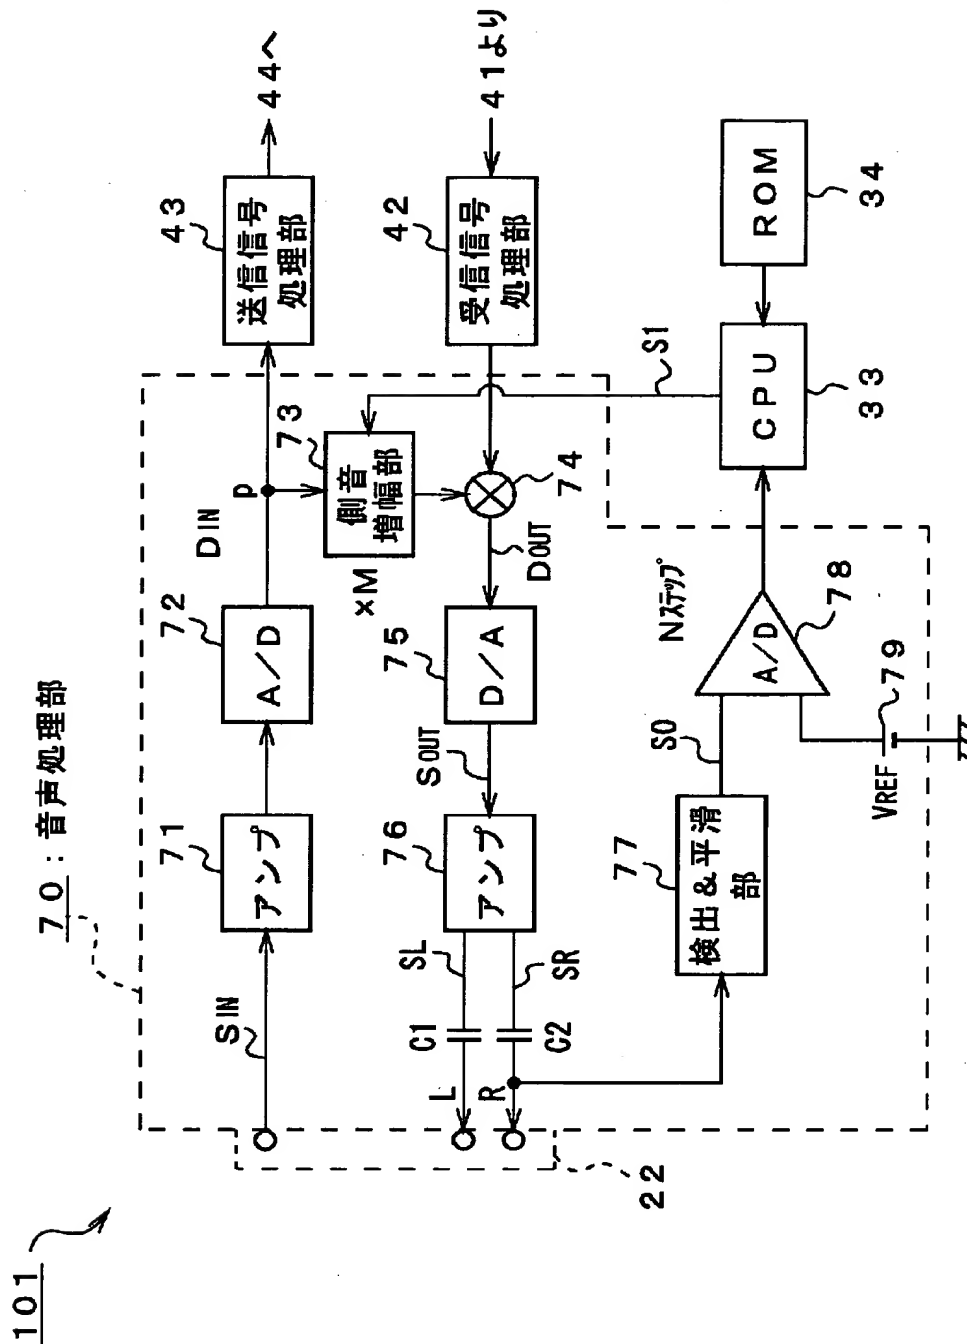 101
70：音声処理部
SIN
71
アンプ
72
A/D
DIN
p
43
送信信号
処理部
44へ
73
側音
増幅部
×M
42
受信信号
処理部
41より
74
DOUT
75
D/A
SOUT
76
アンプ
SL
SR
C1
C2
L
R
22
77
検出&平滑
部
S0
Nステップ
A/D
78
VREF
79
S1
CPU
33
ROM
34